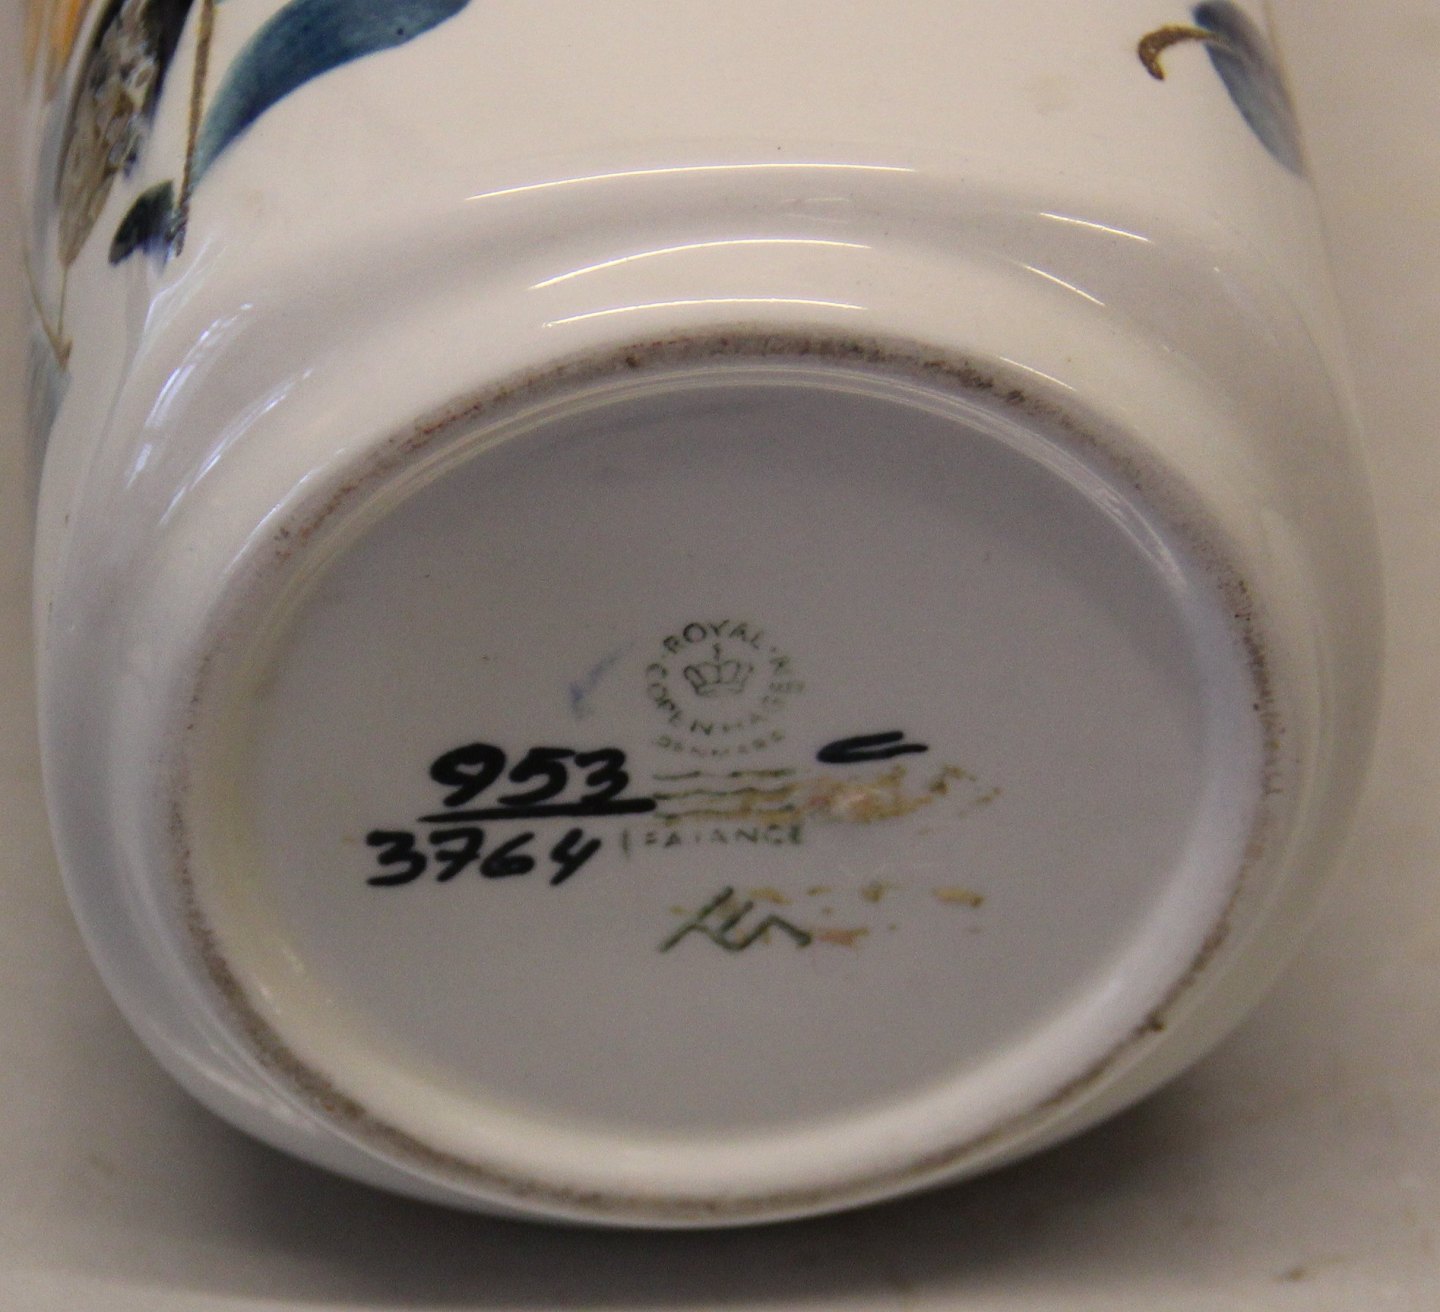 ROYAL
COPENHAGEN
DENMARK
953
3764
FAIANCE